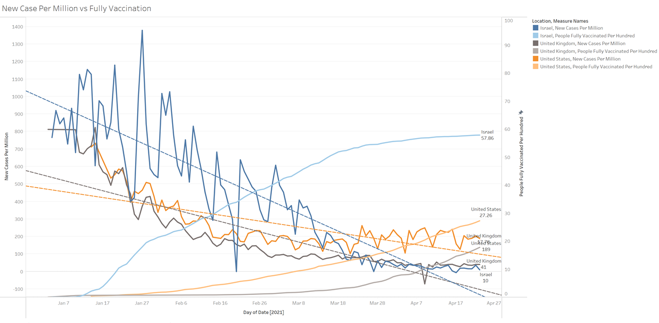 New Case Per Million vs Fully Vaccination
Location, Measure Names
Israel, New Cases Per Million
Israel, People Fully Vaccinated Per Hundred
United Kingdom, New Cases Per Million
United Kingdom, People Fully Vaccinated Per Hundred
United States, New Cases Per Million
United States, People Fully Vaccinated Per Hundred
New Cases Per Million
1400
1300
1200
1100
1000
900
800
700
600
500
400
300
200
100
0
100
100
90
80
70
60
50
40
30
20
10
0
People Fully Vaccinated Per Hundred %
Israel
57.86
United States
27.26
United Kingdom
United States
189
United Kingdom
41
Israel
10
Jan 7
Jan 17
Jan 27
Feb 6
Feb 16
Feb 26
Mar 8
Mar 18
Mar 28
Apr 7
Apr 17
Apr 27
Day of Date [2021]